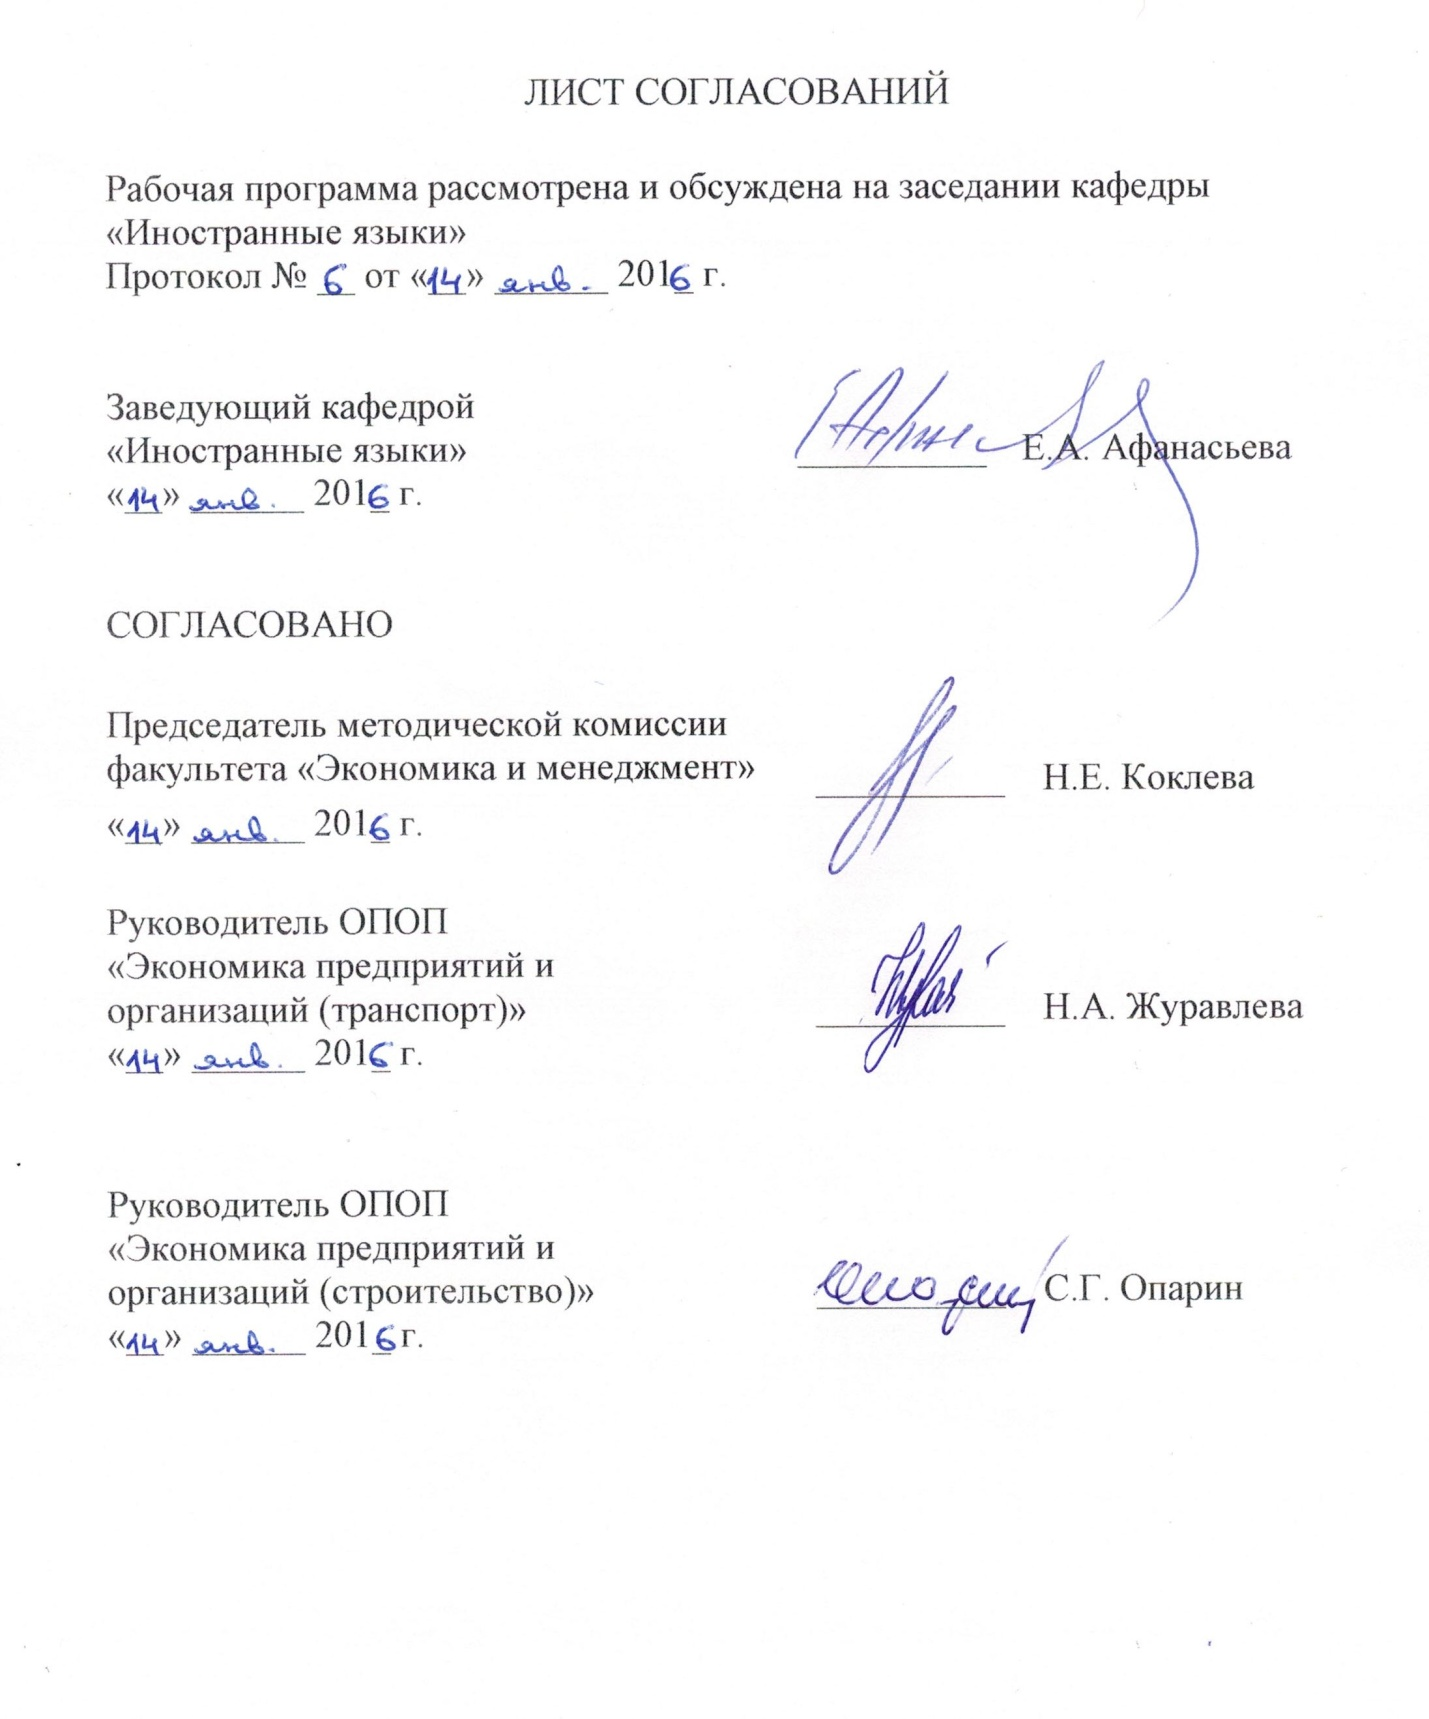 ЛИСТ СОГЛАСОВАНИЙ
Рабочая программа рассмотрена и обсуждена на заседании кафедры
«Иностранные языки»
Протокол № 6 от «14» янв. 2016 г.
Заведующий кафедрой
«Иностранные языки» Е.А. Афанасьева
«14» янв. 2016 г.
СОГЛАСОВАНО
Председатель методической комиссии
факультета «Экономика и менеджмент» Н.Е. Коклева
«14» янв. 2016 г.
Руководитель ОПОП
«Экономика предприятий и
организаций (транспорт)» Н.А. Журавлева
«14» янв. 2016 г.
Руководитель ОПОП
«Экономика предприятий и
организаций (строительство)» С.Г. Опарин
«14» янв. 2016 г.